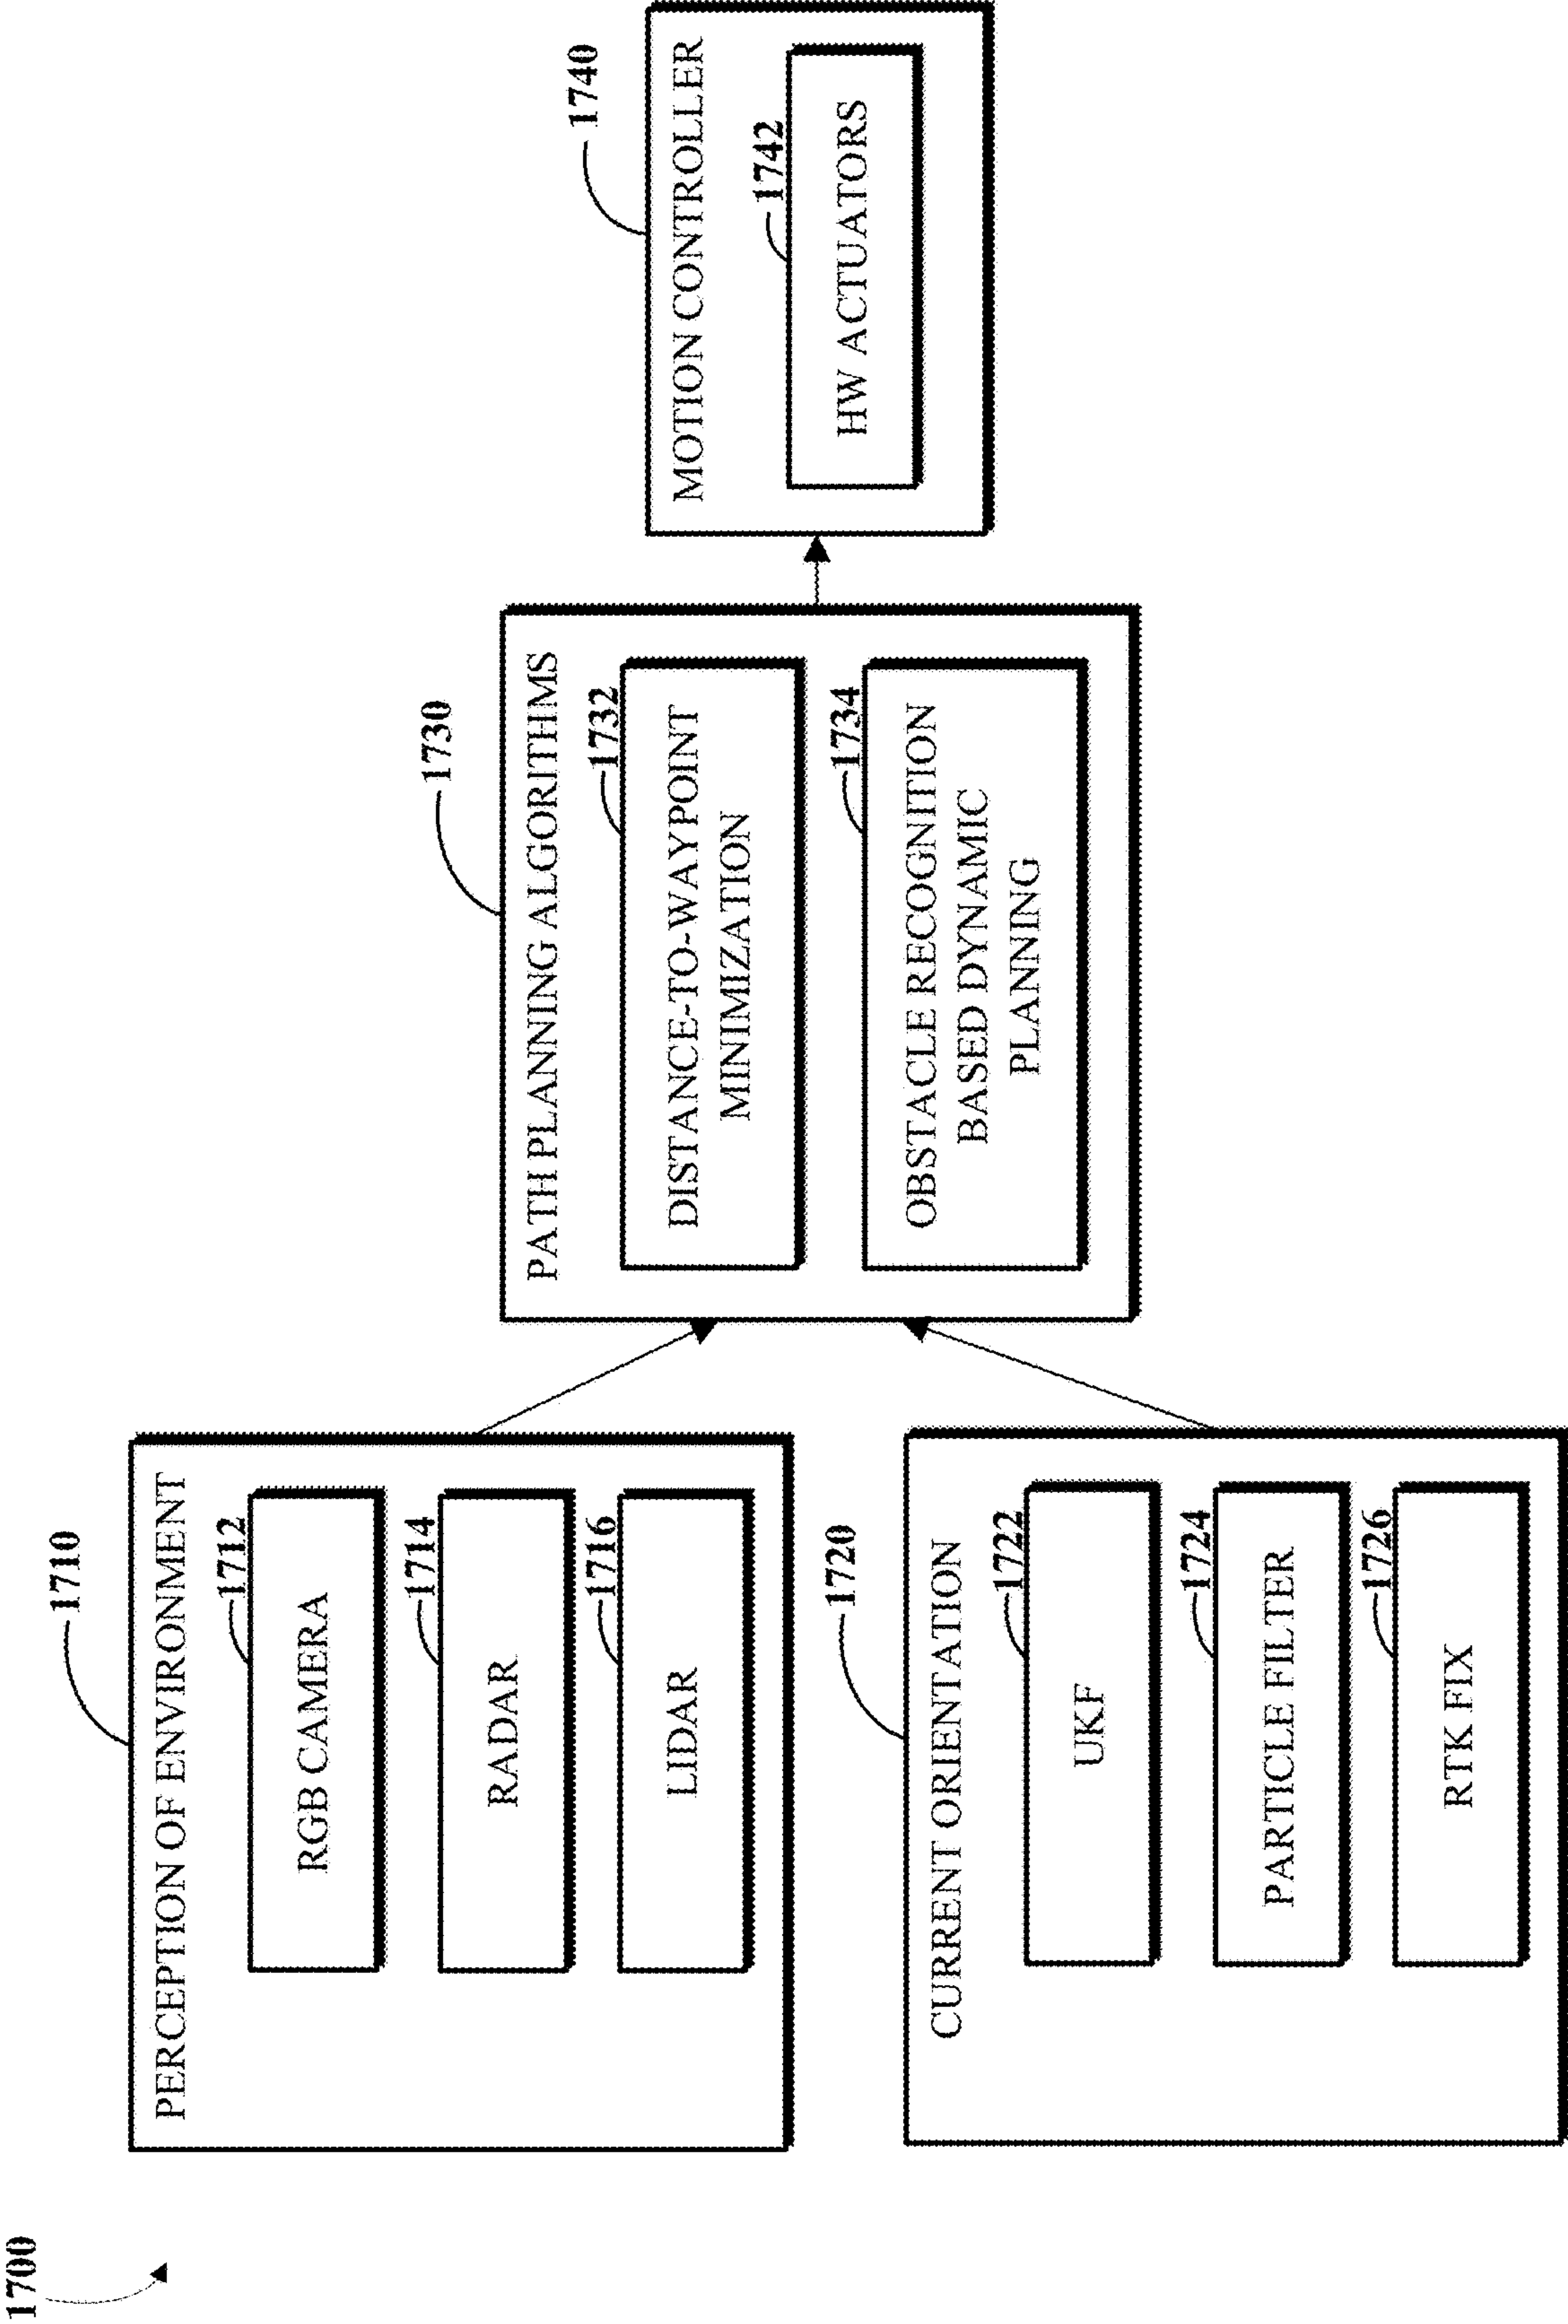 1700
1710
PERCEPTION OF ENVIRONMENT
1712
RGB CAMERA
1714
RADAR
1716
LIDAR
1720
CURRENT ORIENTATION
1722
UKF
1724
PARTICLE FILTER
1726
RTK FIX
1730
PATH PLANNING ALGORITHMS
1732
DISTANCE-TO-WAYPOINT
MINIMIZATION
1734
OBSTACLE RECOGNITION
BASED DYNAMIC
PLANNING
1740
MOTION CONTROLLER
1742
HW ACTUATORS